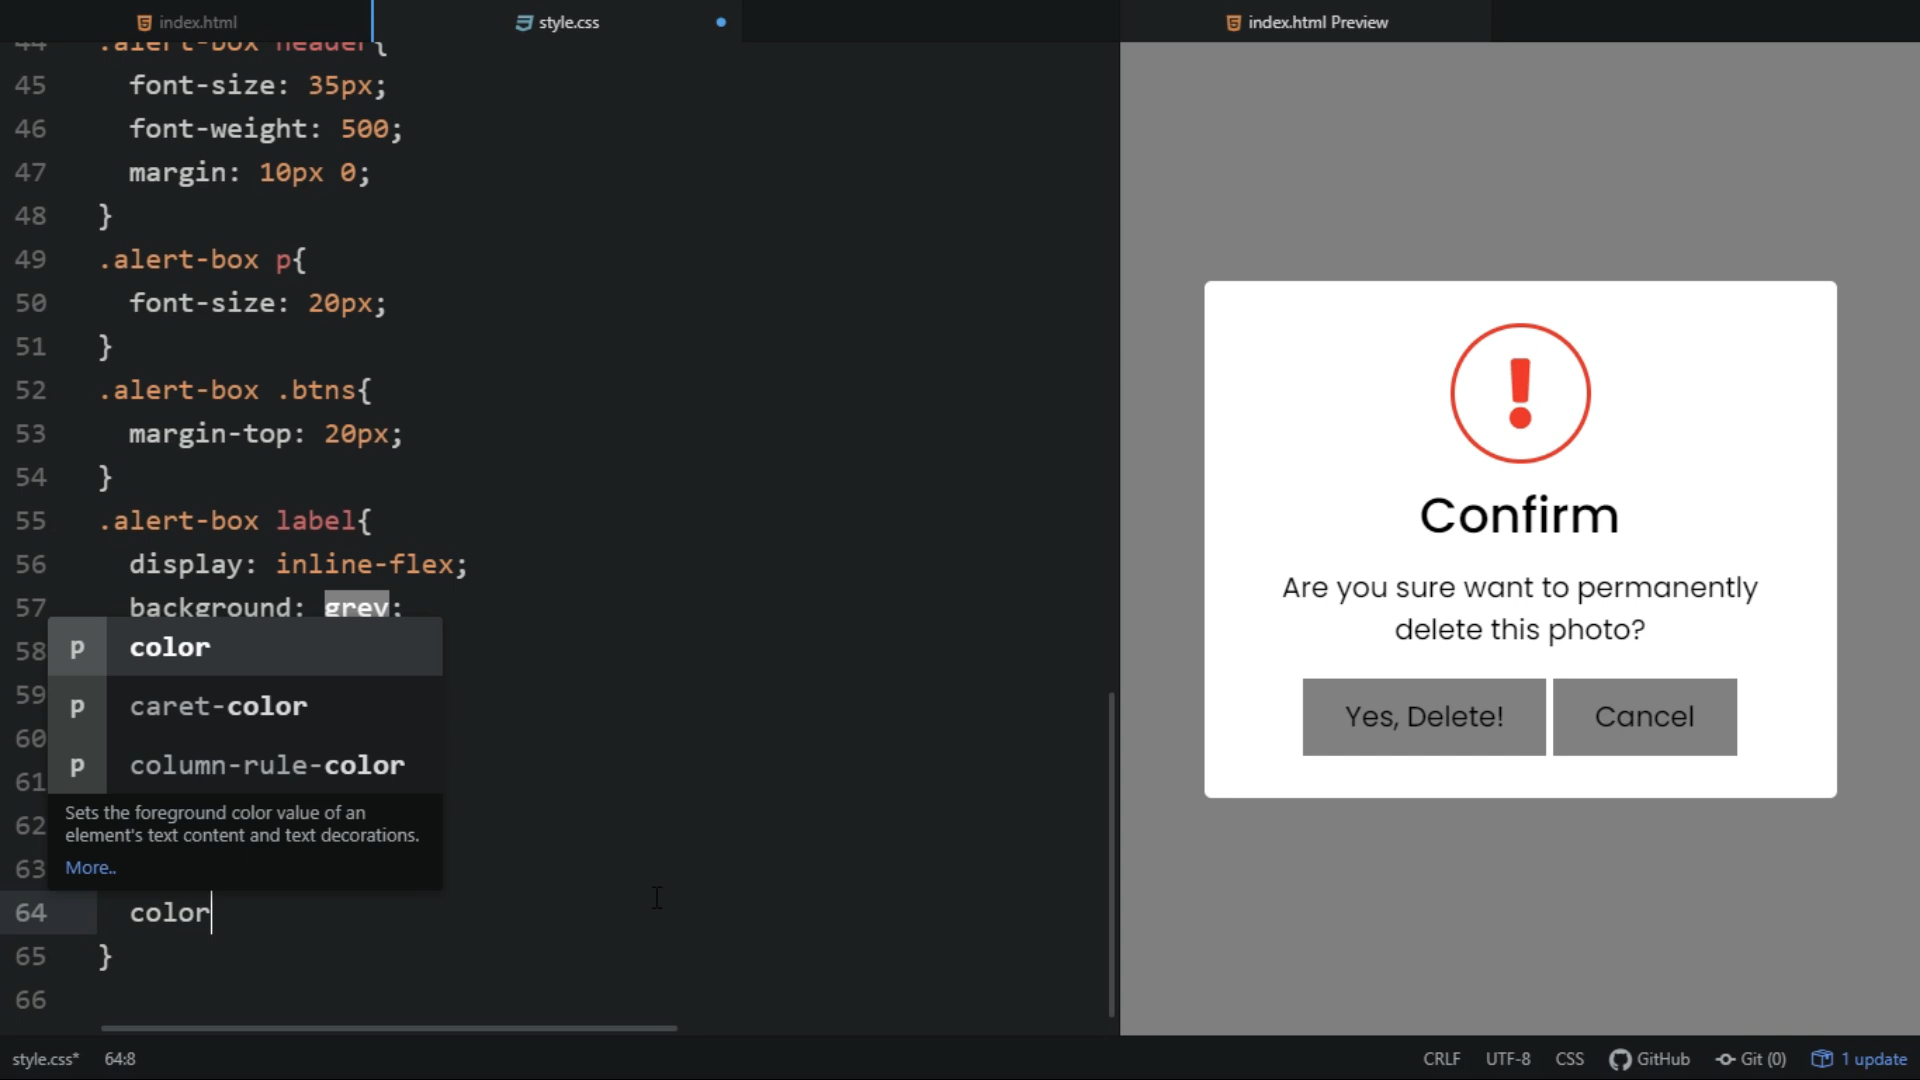 index.html
style.css
index.html Preview
44 .alert-box header{
45 font-size: 35px;
46 font-weight: 500;
47 margin: 10px 0;
48 }
49 .alert-box p{
50 font-size: 20px;
51 }
52 .alert-box .btns{
53 margin-top: 20px;
54 }
55 .alert-box label{
56 display: inline-flex;
57 background: grey;
58
59
60
61
62
63
p color
p caret-color
p column-rule-color
Sets the foreground color value of an
element's text content and text decorations.
More..
64 color
65 }
66
Confirm
Are you sure want to permanently
delete this photo?
Yes, Delete! Cancel
style.css* 64:8
CRLF UTF-8 CSS GitHub Git (0) 1 update